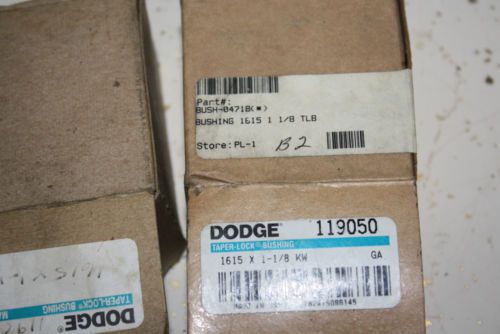 Part#:
BUSH-0471B(*)
BUSHING 1615 1 1/8 TLB
Store: PL-1 B2
DODGE 119050
TAPER-LOCK® BUSHING
1615 X 1-1/8 KW GA
DODGE
TAPER-LOCK® BUSHING